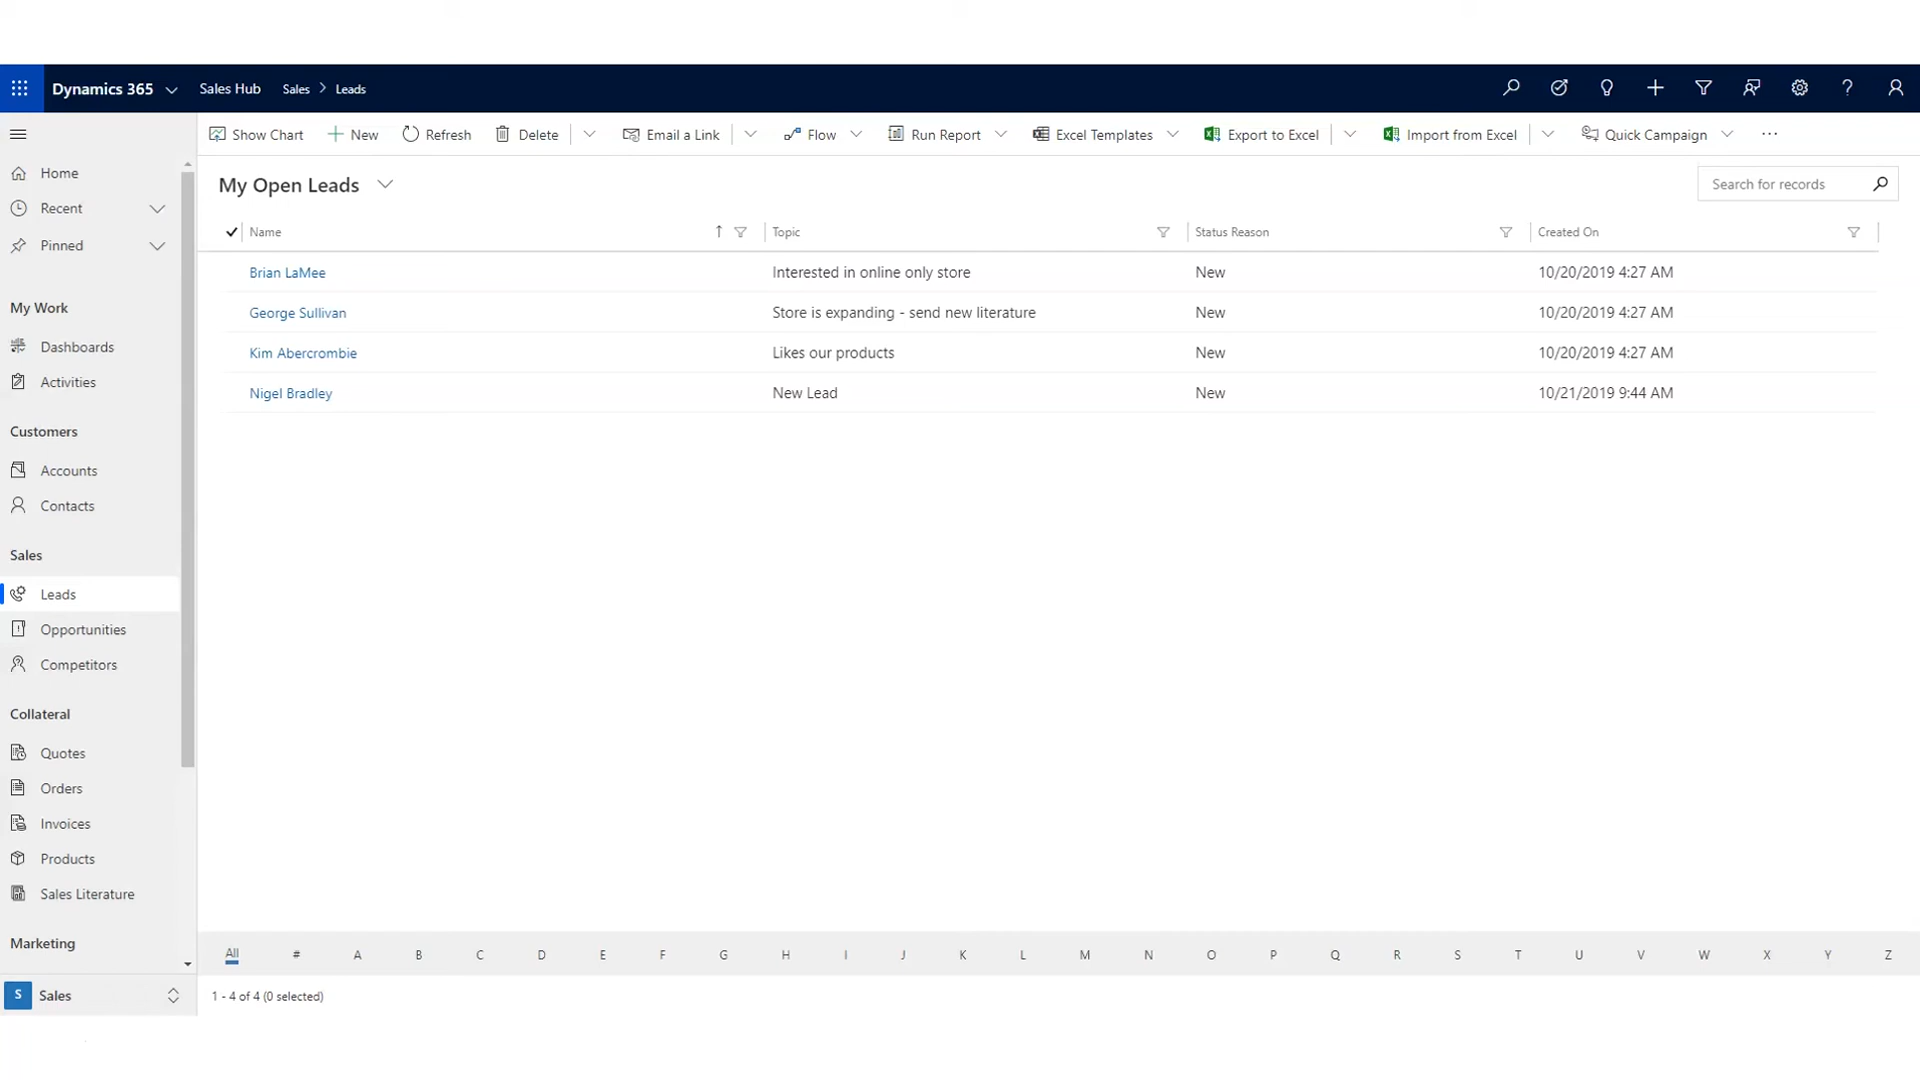 Dynamics 365 Sales Hub Sales > Leads
Show Chart New Refresh Delete Email a Link Flow Run Report Excel Templates Export to Excel Import from Excel Quick Campaign ...
Home
Recent
Pinned
My Work
Dashboards
Activities
Customers
Accounts
Contacts
Sales
Leads
Opportunities
Competitors
Collateral
Quotes
Orders
Invoices
Products
Sales Literature
Marketing
S Sales
My Open Leads
Search for records
Name Topic Status Reason Created On
Brian LaMee Interested in online only store New 10/20/2019 4:27 AM
George Sullivan Store is expanding - send new literature New 10/20/2019 4:27 AM
Kim Abercrombie Likes our products New 10/20/2019 4:27 AM
Nigel Bradley New Lead New 10/21/2019 9:44 AM
All # A B C D E F G H I J K L M N O P Q R S T U V W X Y Z
1 - 4 of 4 (0 selected)